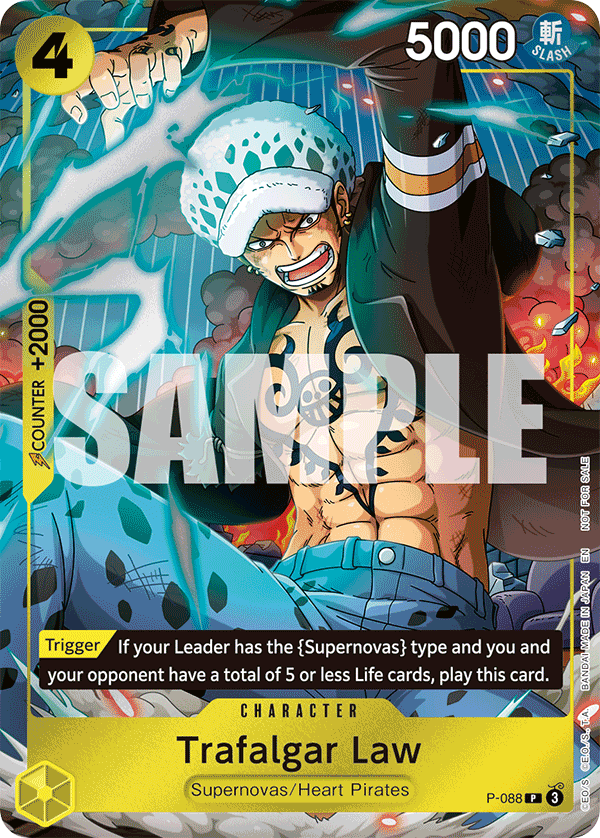 4
5000
斬
SLASH
COUNTER +2000
SAMPLE
Trigger If your Leader has the {Supernovas} type and you and
your opponent have a total of 5 or less Life cards, play this card.
CHARACTER
Trafalgar Law
Supernovas/Heart Pirates
P-088 P 3
©EO/S ©EO/S, T.A BANDAI·MADE IN JAPAN EN NOT FOR SALE